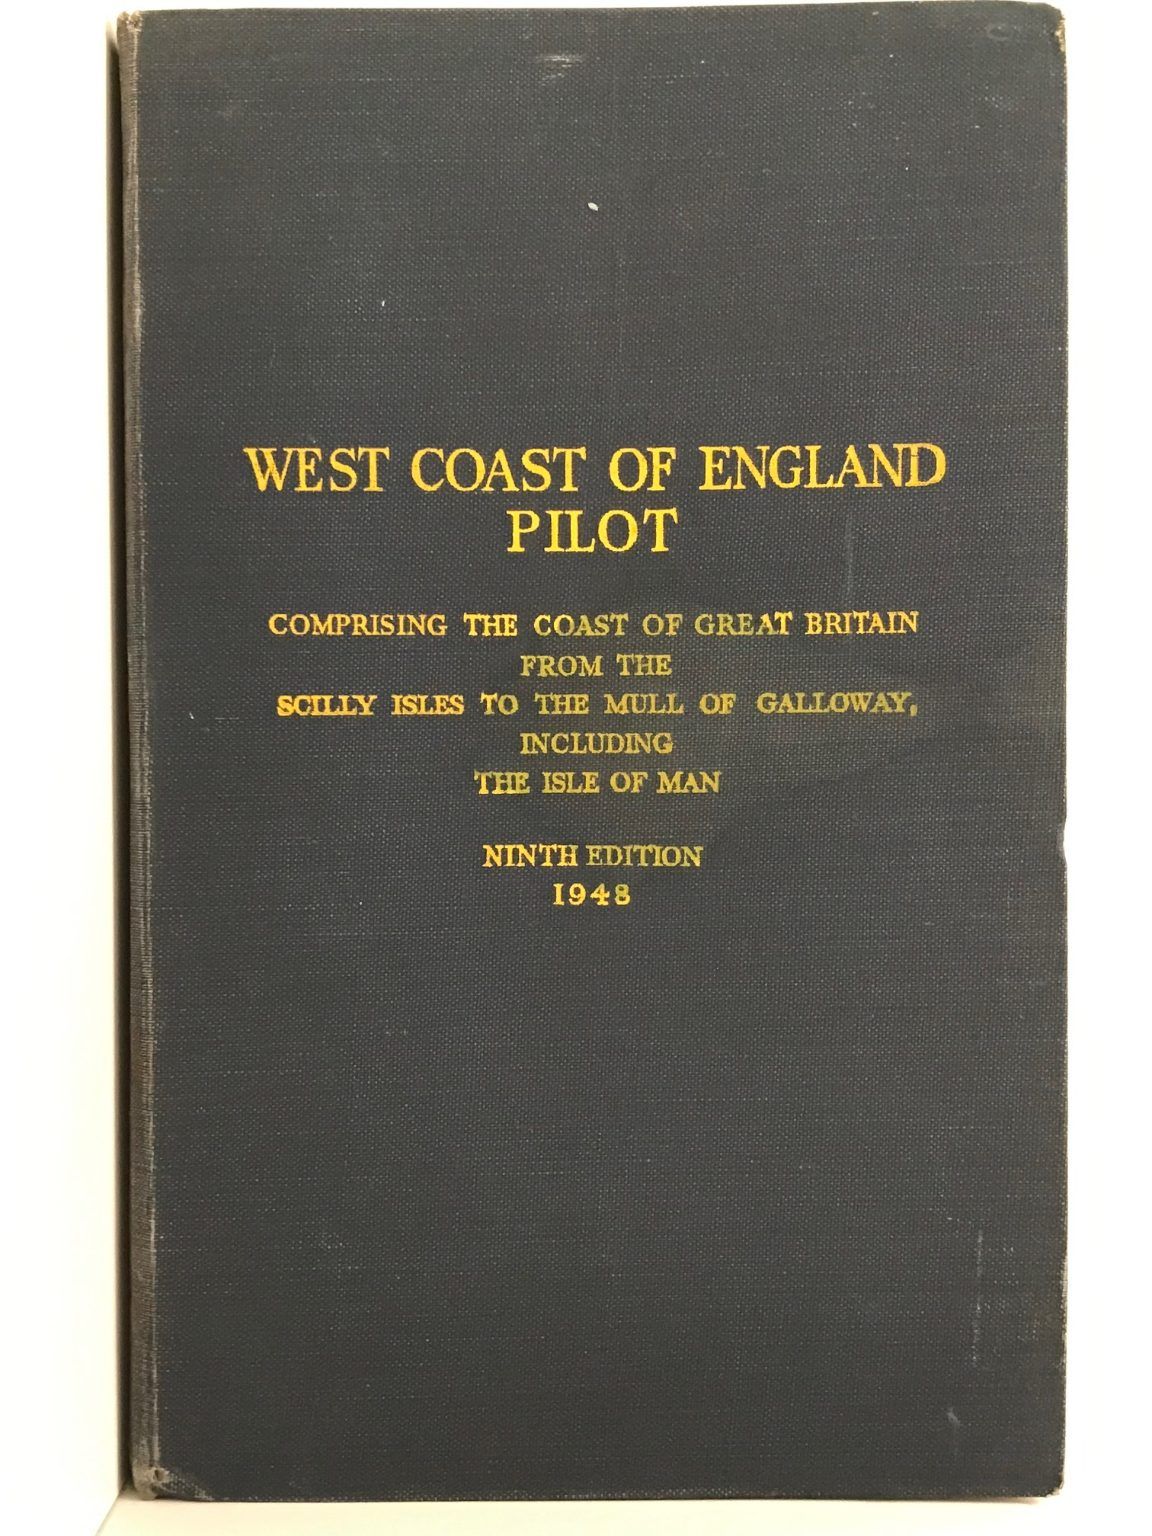 WEST COAST OF ENGLAND
PILOT
COMPRISING THE COAST OF GREAT BRITAIN
FROM THE
SCILLY ISLES TO THE MULL OF GALLOWAY,
INCLUDING
THE ISLE OF MAN
NINTH EDITION
1948